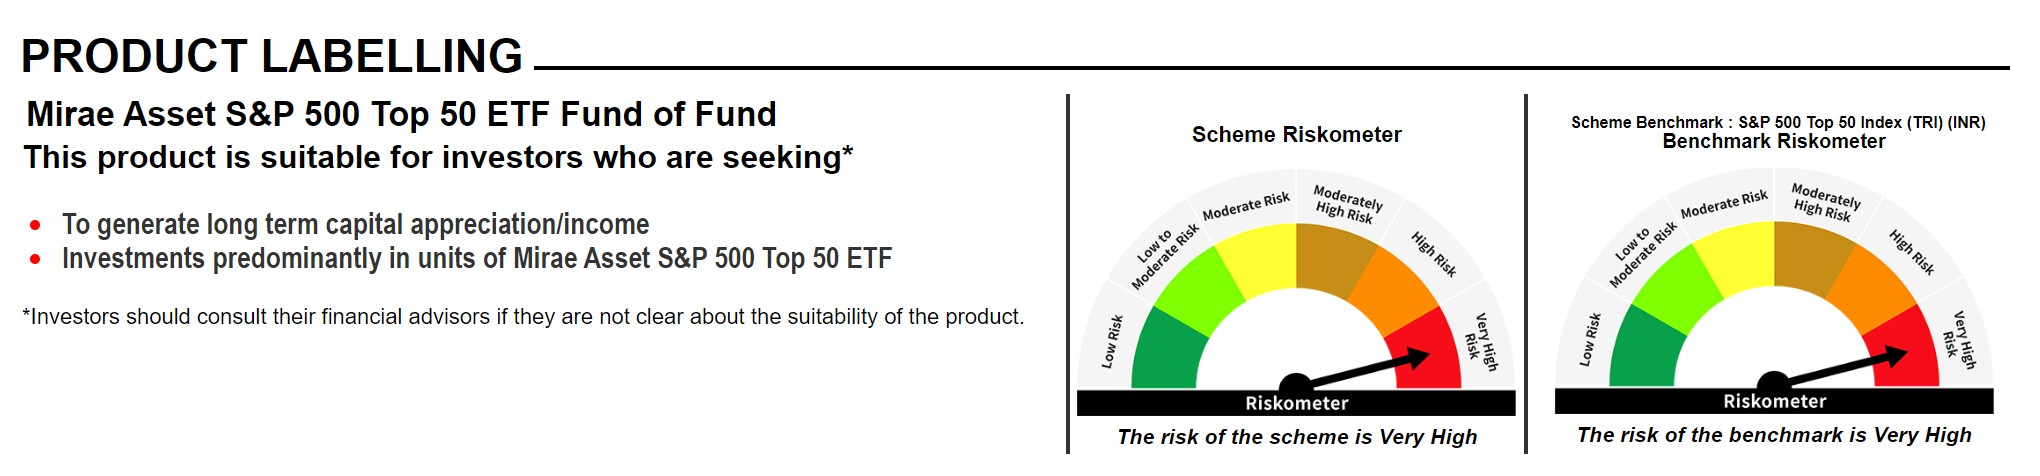 PRODUCT LABELLING
Mirae Asset S&P 500 Top 50 ETF Fund of Fund
This product is suitable for investors who are seeking*
• To generate long term capital appreciation/income
• Investments predominantly in units of Mirae Asset S&P 500 Top 50 ETF
*Investors should consult their financial advisors if they are not clear about the suitability of the product.
Scheme Riskometer
Low Risk
Low to
Moderate Risk
Moderate Risk
Moderately
High Risk
High Risk
Very High
Risk
Riskometer
The risk of the scheme is Very High
Scheme Benchmark : S&P 500 Top 50 Index (TRI) (INR)
Benchmark Riskometer
Low Risk
Low to
Moderate Risk
Moderate Risk
Moderately
High Risk
High Risk
Very High
Risk
Riskometer
The risk of the benchmark is Very High